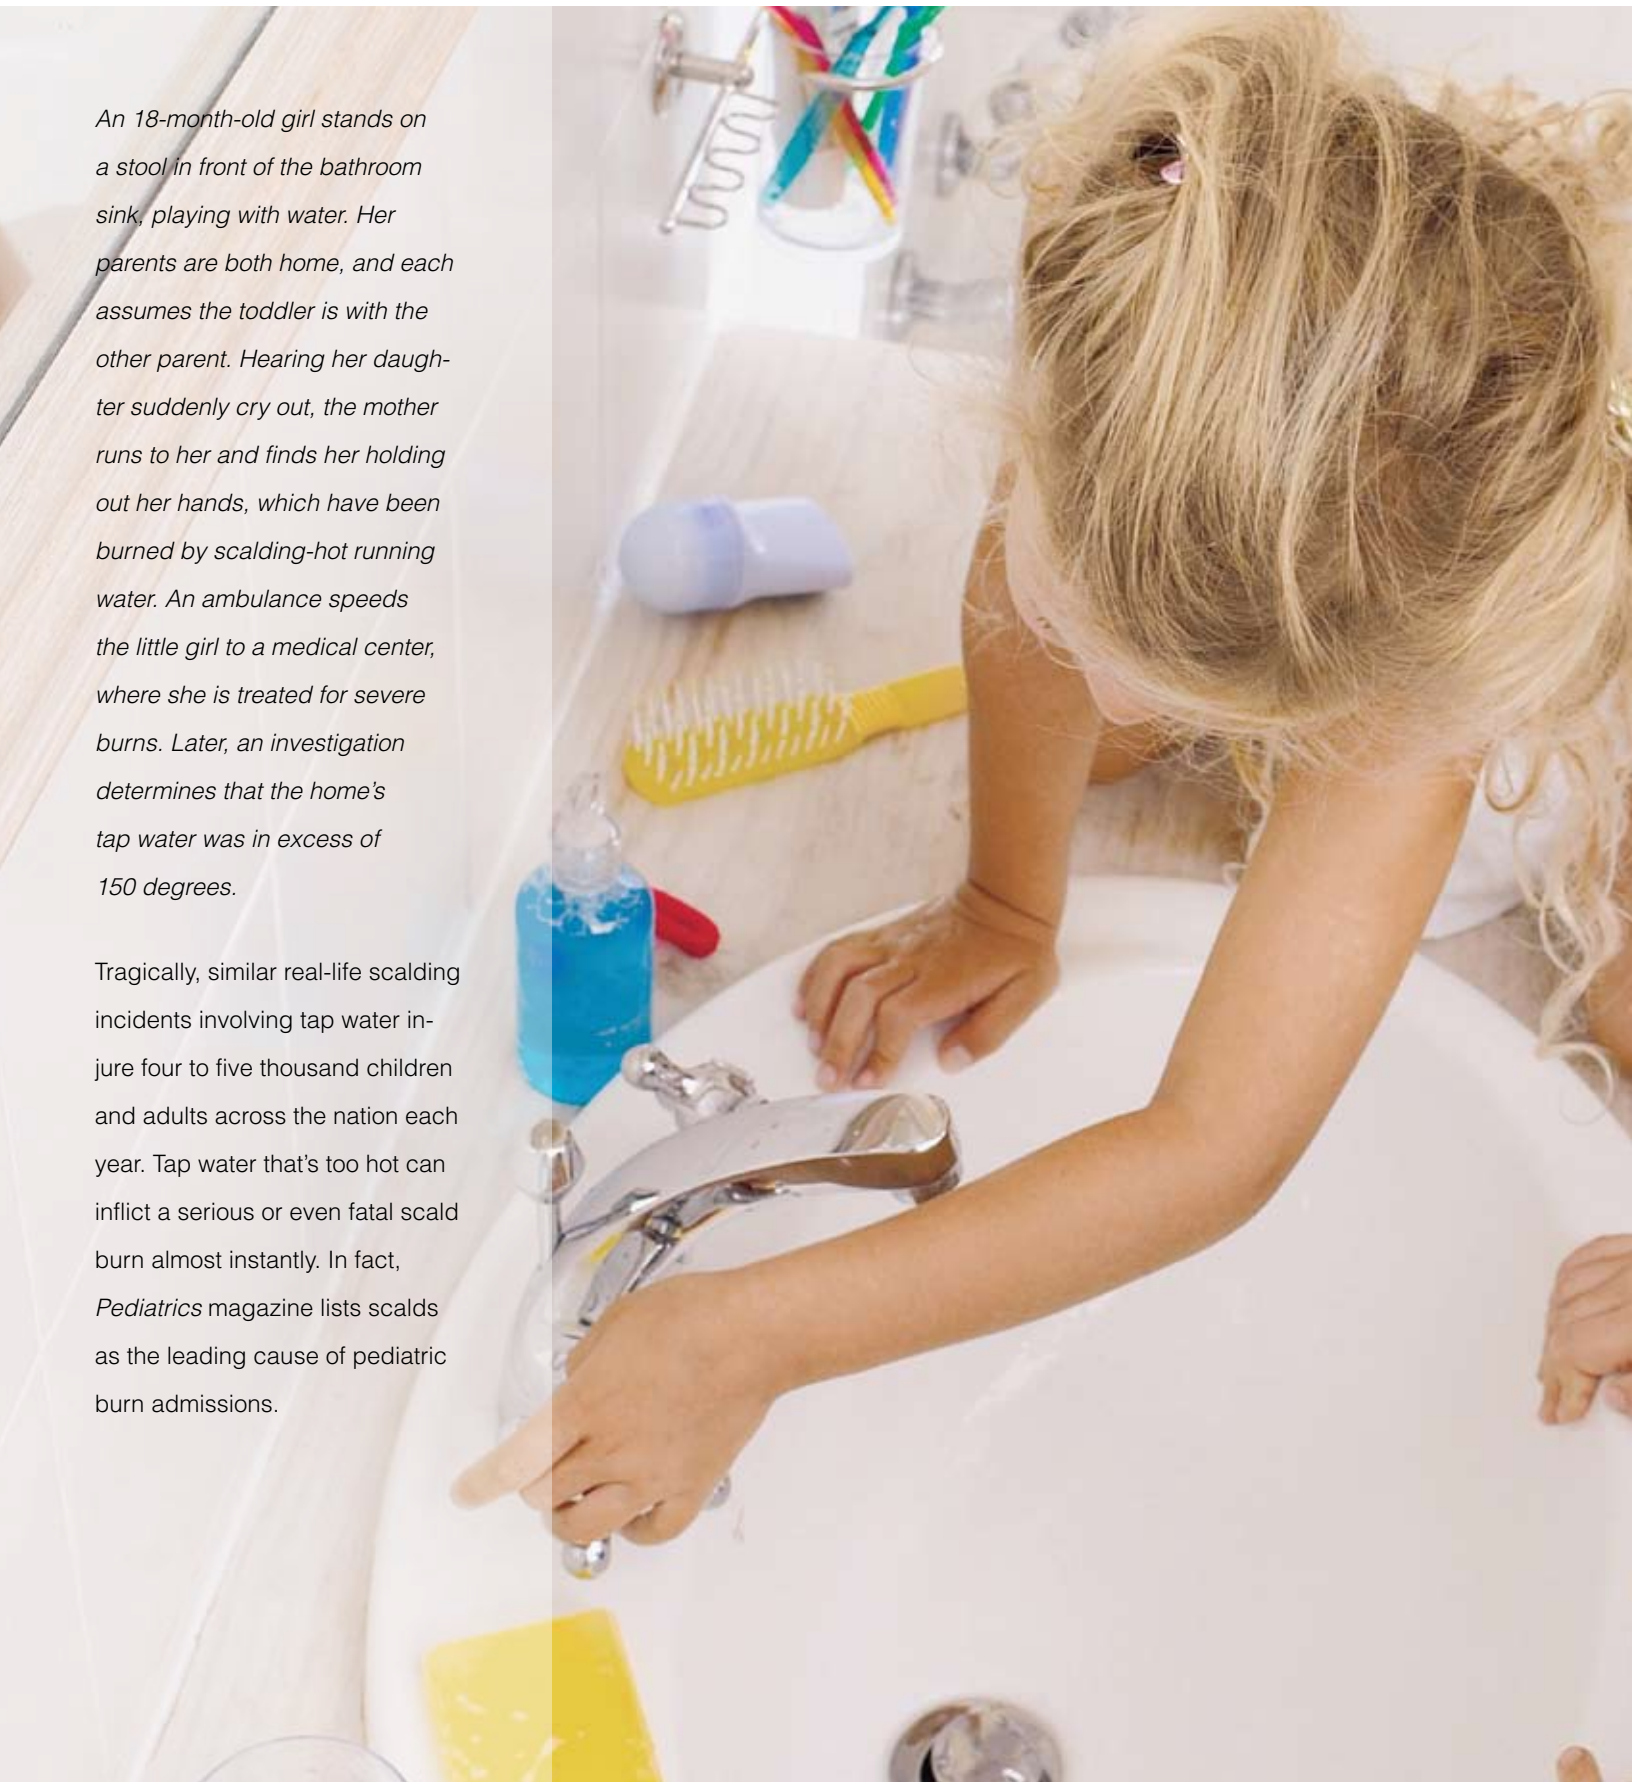 An 18-month-old girl stands on
a stool in front of the bathroom
sink, playing with water. Her
parents are both home, and each
assumes the toddler is with the
other parent. Hearing her daugh-
ter suddenly cry out, the mother
runs to her and finds her holding
out her hands, which have been
burned by scalding-hot running
water. An ambulance speeds
the little girl to a medical center,
where she is treated for severe
burns. Later, an investigation
determines that the home’s
tap water was in excess of
150 degrees.
Tragically, similar real-life scalding
incidents involving tap water in-
jure four to five thousand children
and adults across the nation each
year. Tap water that’s too hot can
inflict a serious or even fatal scald
burn almost instantly. In fact,
Pediatrics magazine lists scalds
as the leading cause of pediatric
burn admissions.